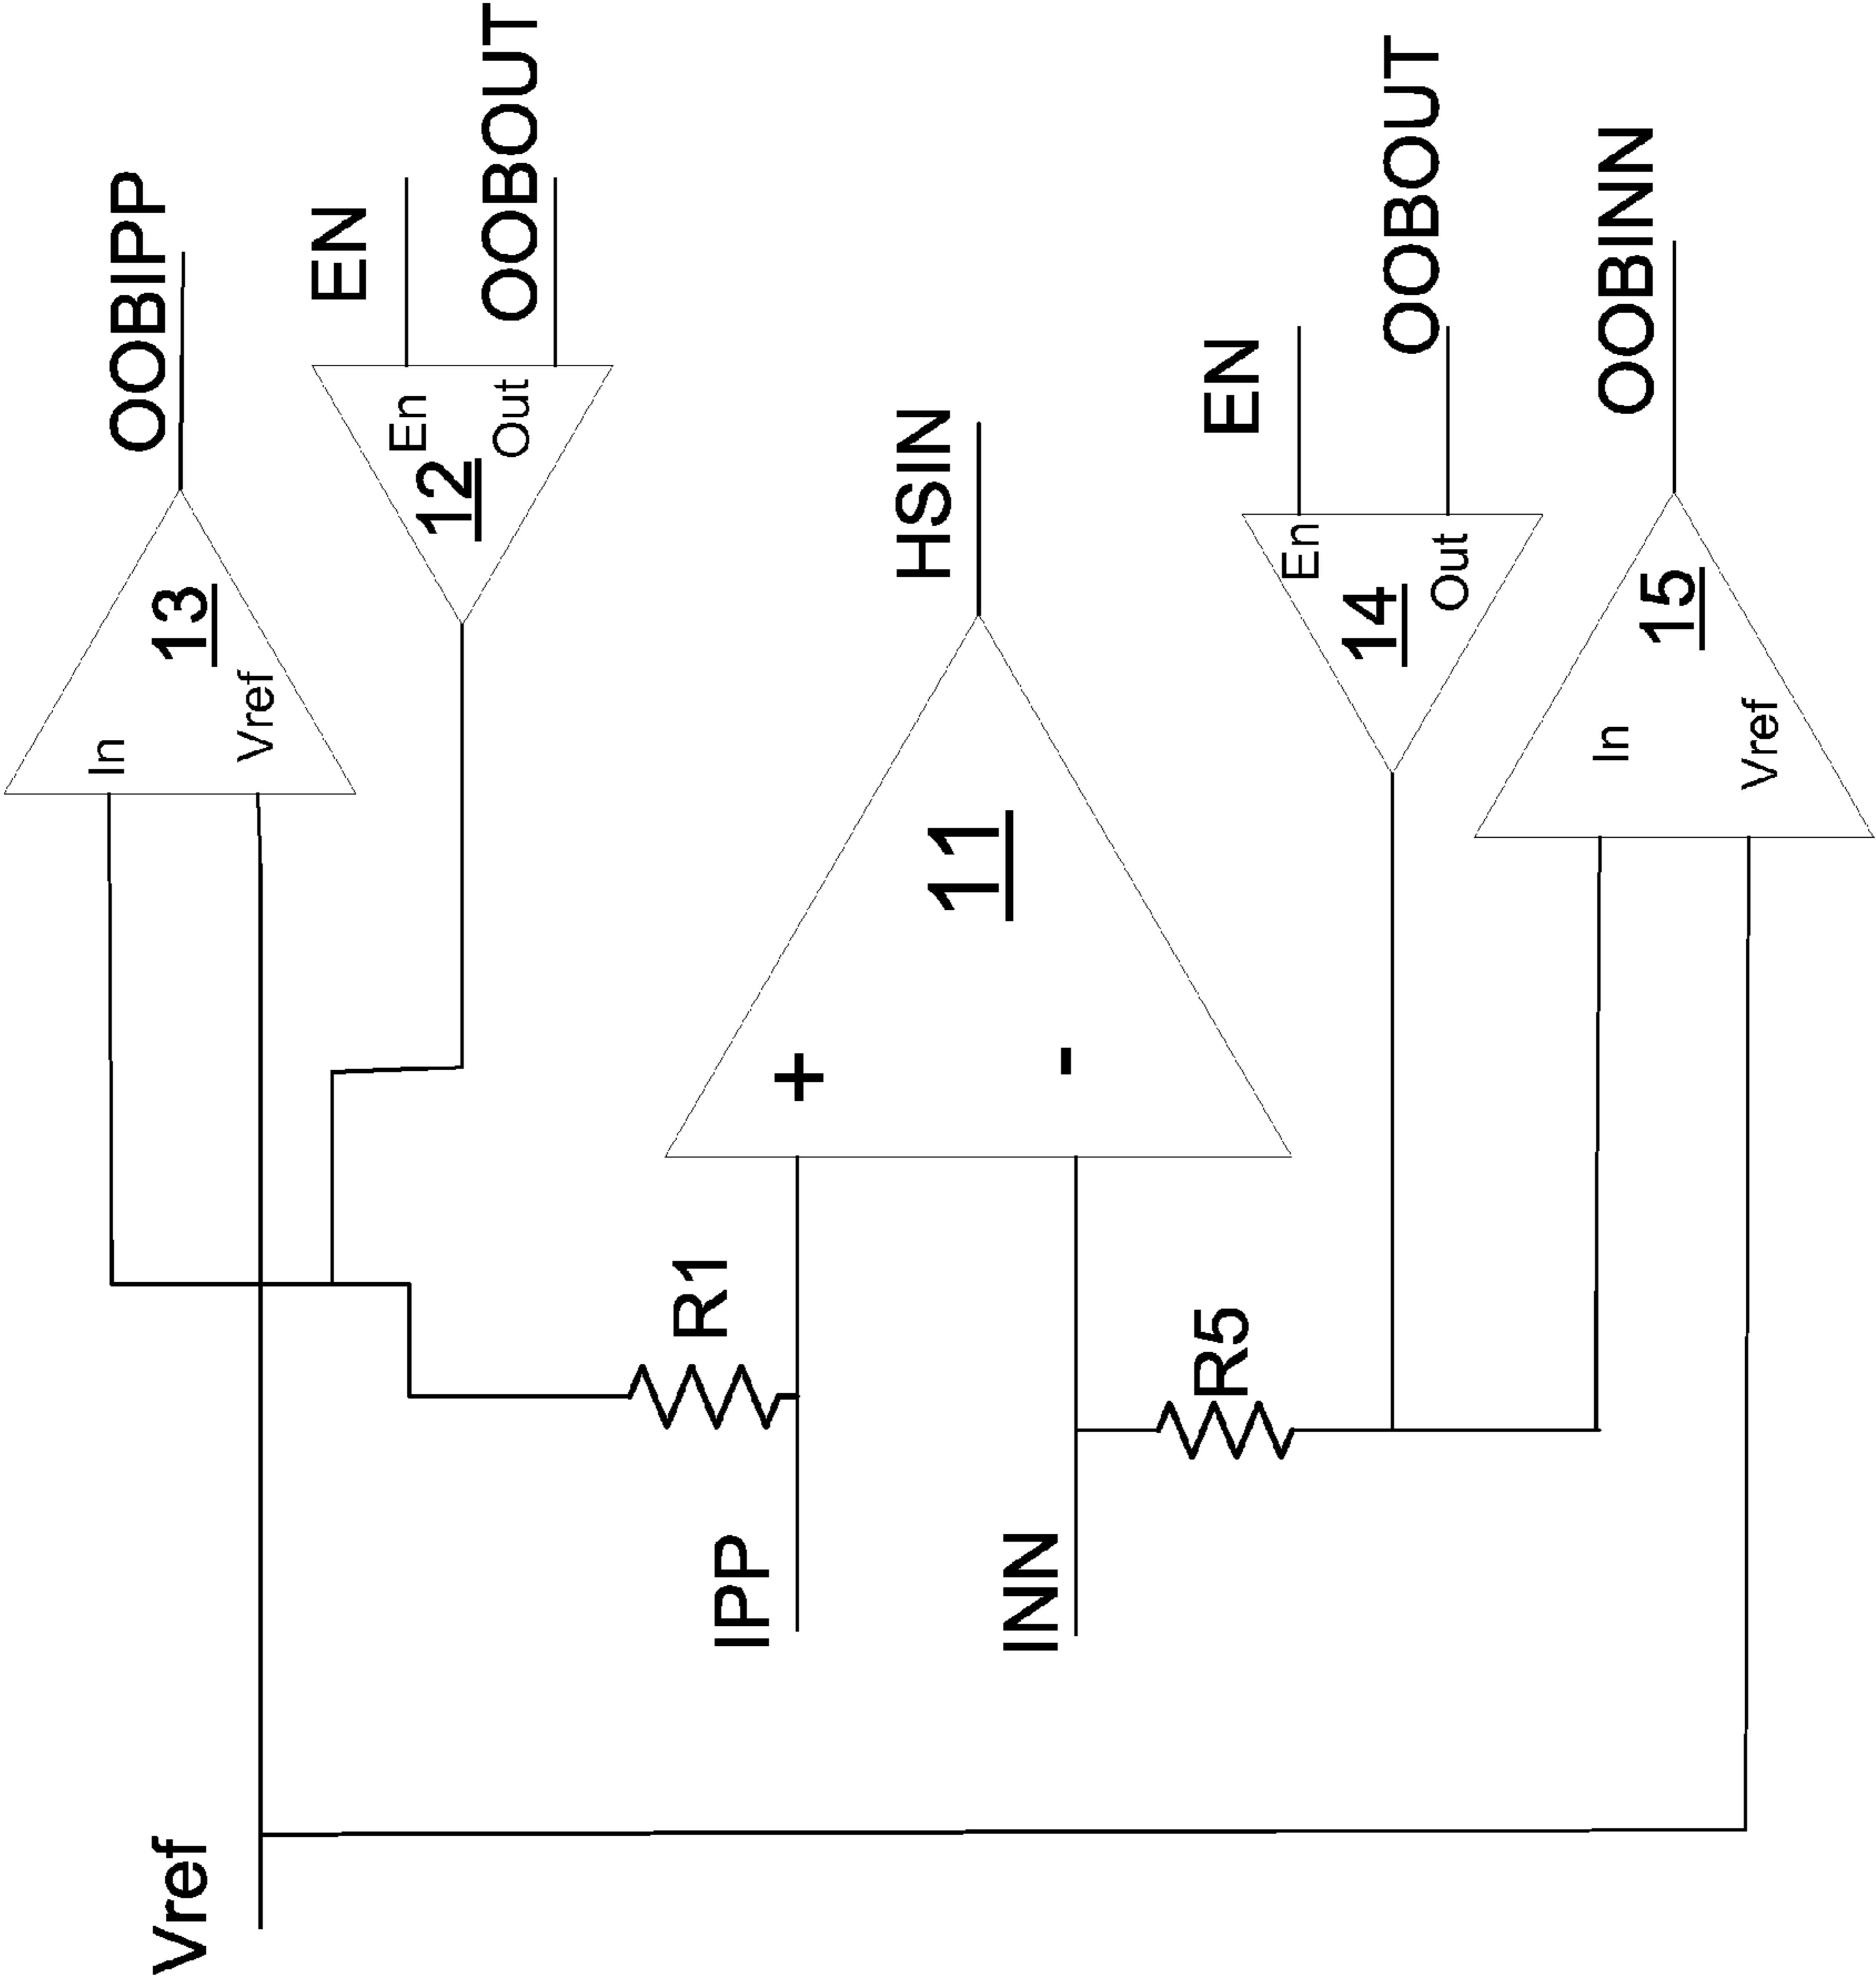 Vref
In
Vref
13
OOBIPP
EN
En
12
Out
OOBOUT
R1
IPP
+
11
HSIN
-
INN
R5
EN
En
14
Out
OOBOUT
In
15
Vref
OOBINN